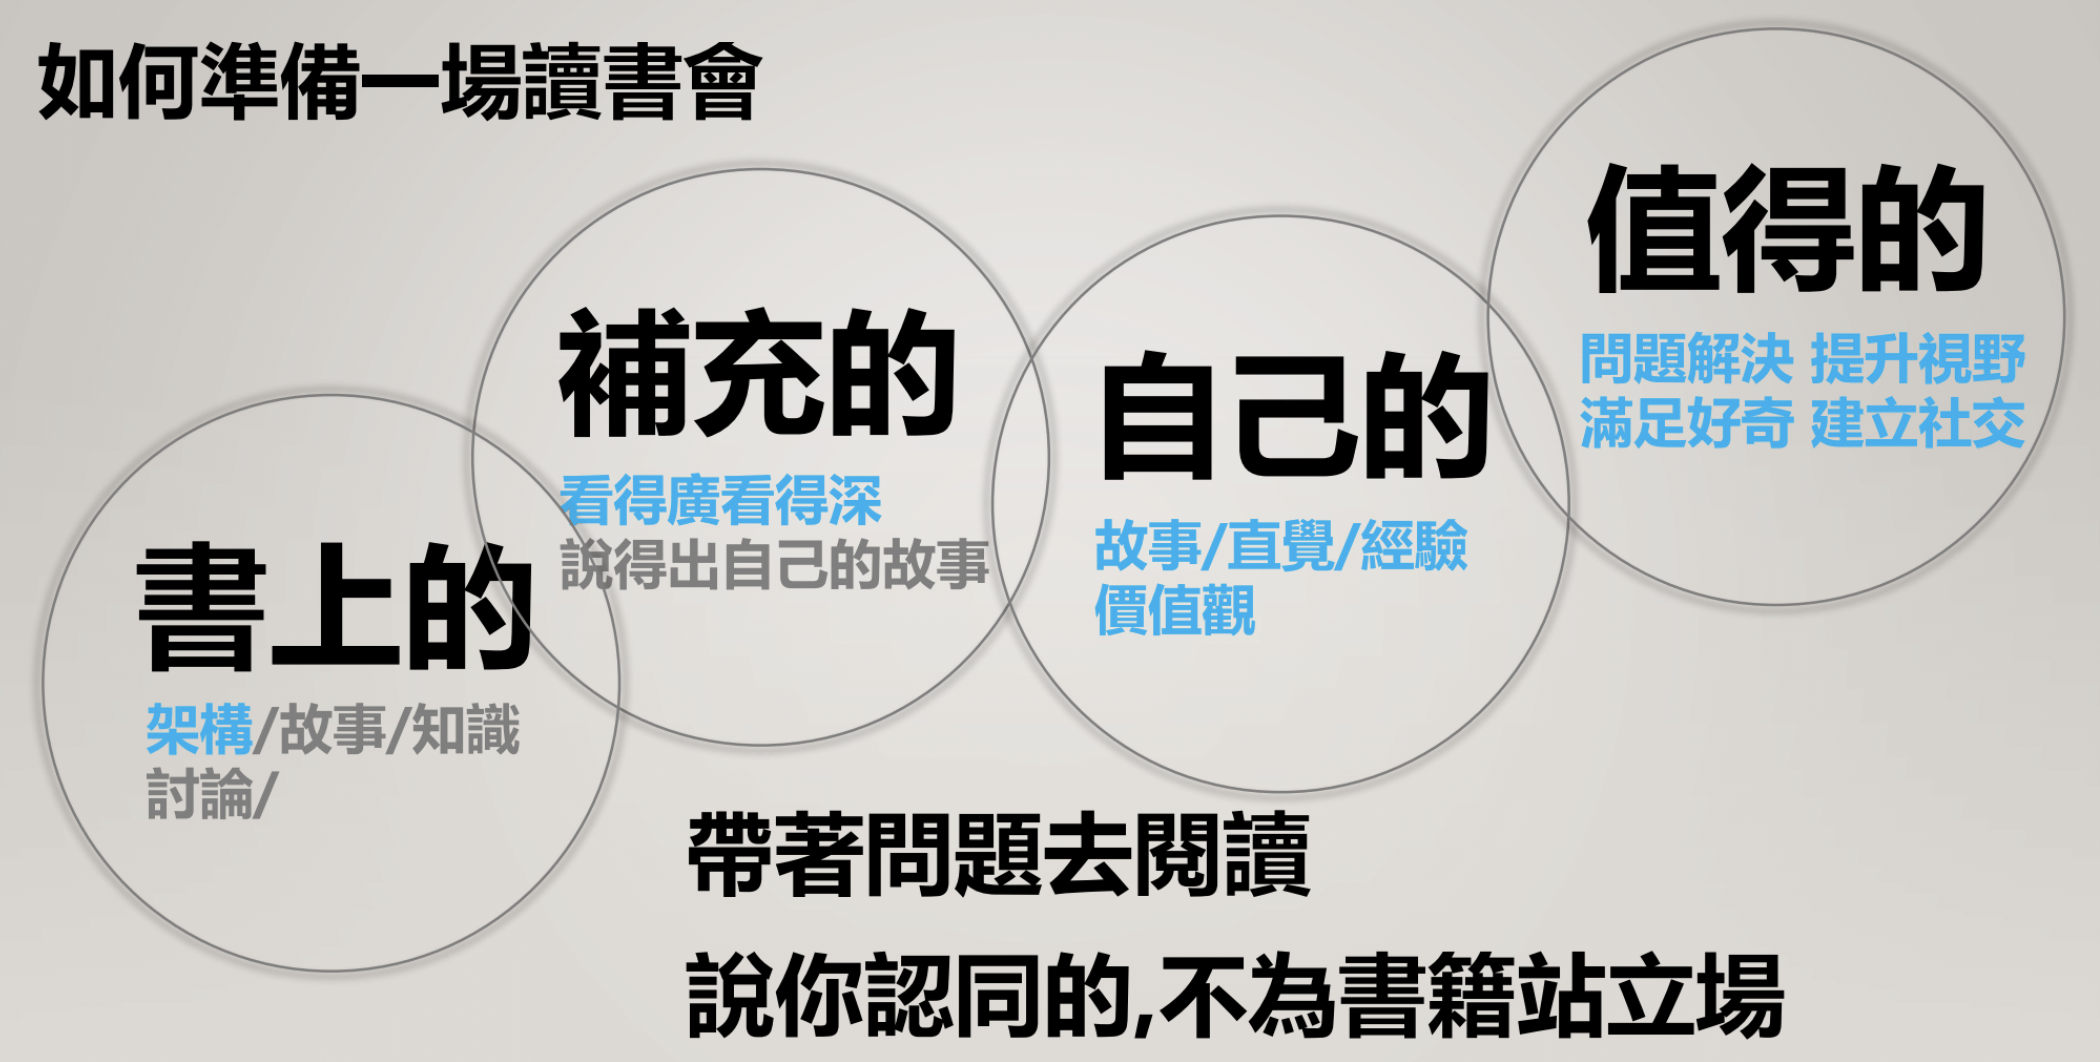 如何準備一場讀書會
書上的
架構/故事/知識
討論/
補充的
看得廣看得深
說得出自己的故事
自己的
故事/直覺/經驗
價值觀
值得的
問題解決 提升視野
滿足好奇 建立社交
帶著問題去閱讀
說你認同的,不為書籍站立場